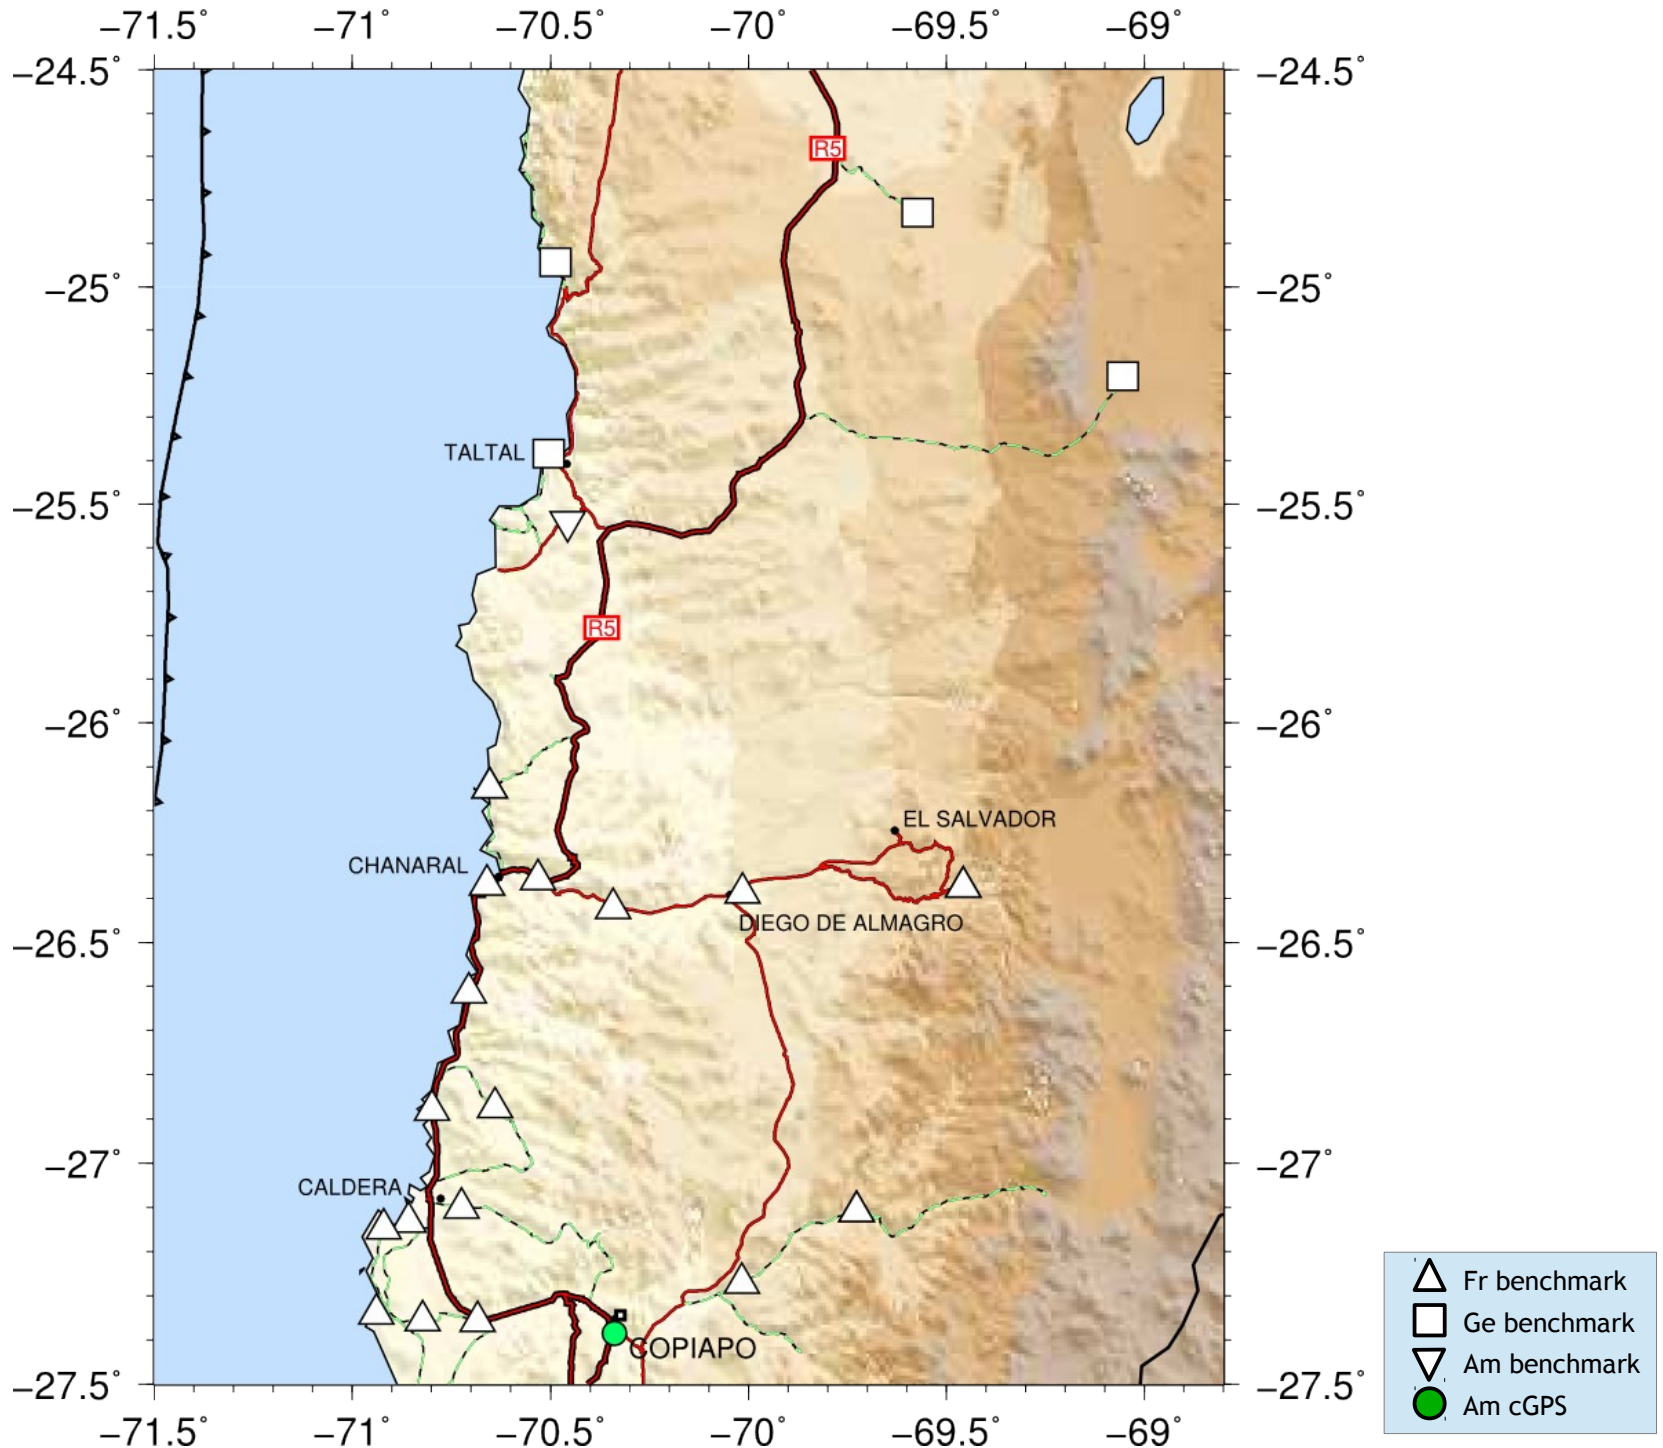 −71.5° −71° −70.5° −70° −69.5° −69°
−24.5° −24.5°
R5
−25° −25°
TALTAL
−25.5° −25.5°
R5
−26° −26°
EL SALVADOR
CHANARAL
DIEGO DE ALMAGRO
−26.5° −26.5°
−27° −27°
CALDERA
COPIAPO
−27.5° −27.5°
−71.5° −71° −70.5° −70° −69.5° −69°
Fr benchmark
Ge benchmark
Am benchmark
Am cGPS